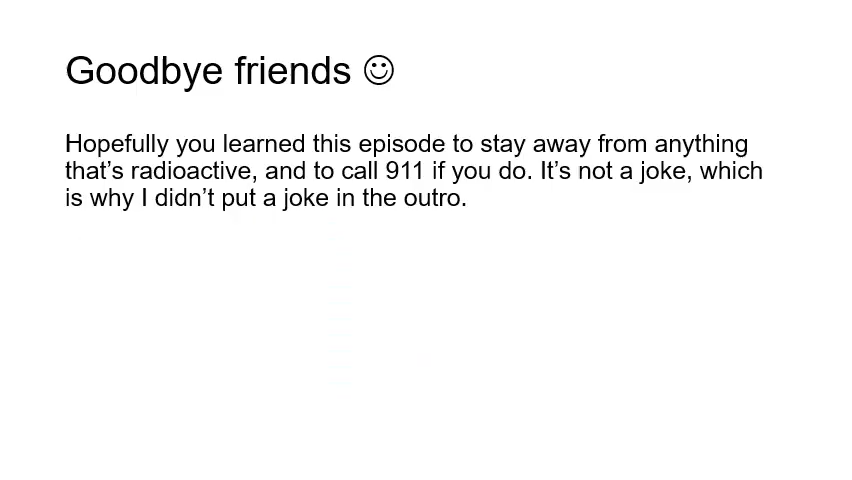 Goodbye friends ☺
Hopefully you learned this episode to stay away from anything
that’s radioactive, and to call 911 if you do. It’s not a joke, which
is why I didn’t put a joke in the outro.